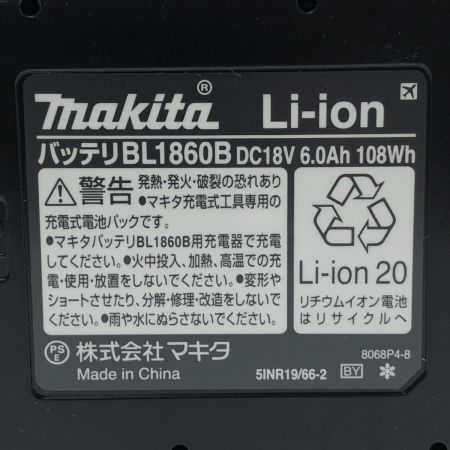 makita® Li-ion
バッテリBL1860B DC18V 6.0Ah 108Wh
警告 発熱・発火・破裂の恐れあり
●マキタ充電式工具専用の
充電式電池パックです。
●マキタバッテリBL1860B用充電器で充電
してください。●火中投入、加熱、高温での充
電・使用・放置をしないでください。●変形や
ショートさせたり、分解・修理・改造をしないで
ください。●雨や水にぬらさないでください。
Li-ion 20
リチウムイオン電池
はリサイクルへ
PS
E
株式会社 マキタ
Made in China
5INR19/66-2
BY
8068P4-8